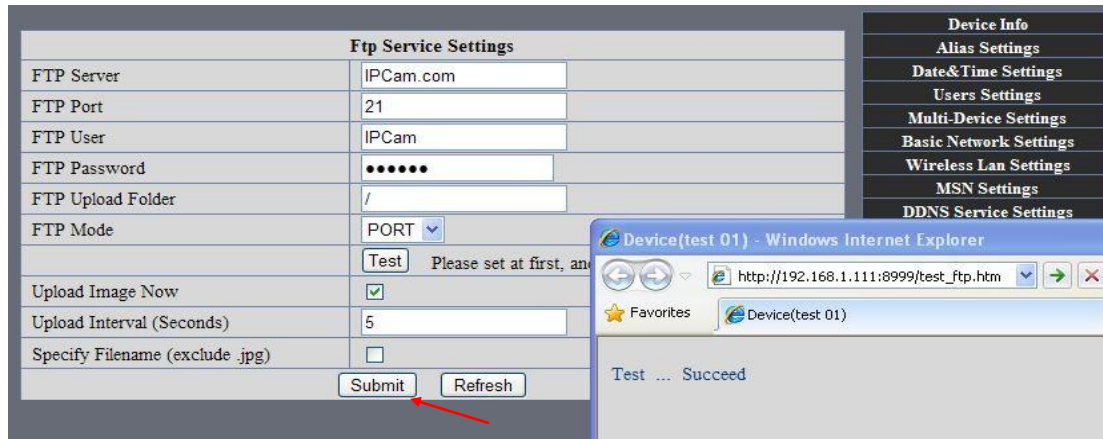 Ftp Service Settings
FTP Server IPCam.com
FTP Port 21
FTP User IPCam
FTP Password ●●●●●●
FTP Upload Folder /
FTP Mode PORT
Test Please set at first, an
Upload Image Now
Upload Interval (Seconds) 5
Specify Filename (exclude .jpg)
Submit Refresh
Device Info
Alias Settings
Date&Time Settings
Users Settings
Multi-Device Settings
Basic Network Settings
Wireless Lan Settings
MSN Settings
DDNS Service Settings
Device(test 01) - Windows Internet Explorer
http://192.168.1.111:8999/test_ftp.htm
Favorites Device(test 01)
Test ... Succeed